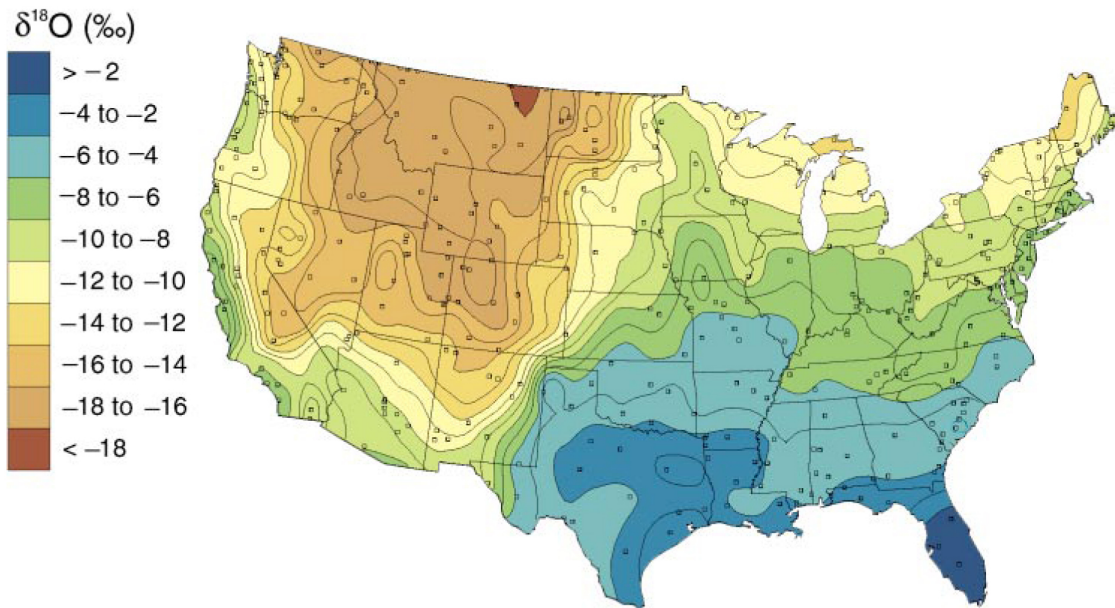 δ¹⁸O (‰)
> −2
−4 to −2
−6 to −4
−8 to −6
−10 to −8
−12 to −10
−14 to −12
−16 to −14
−18 to −16
< −18